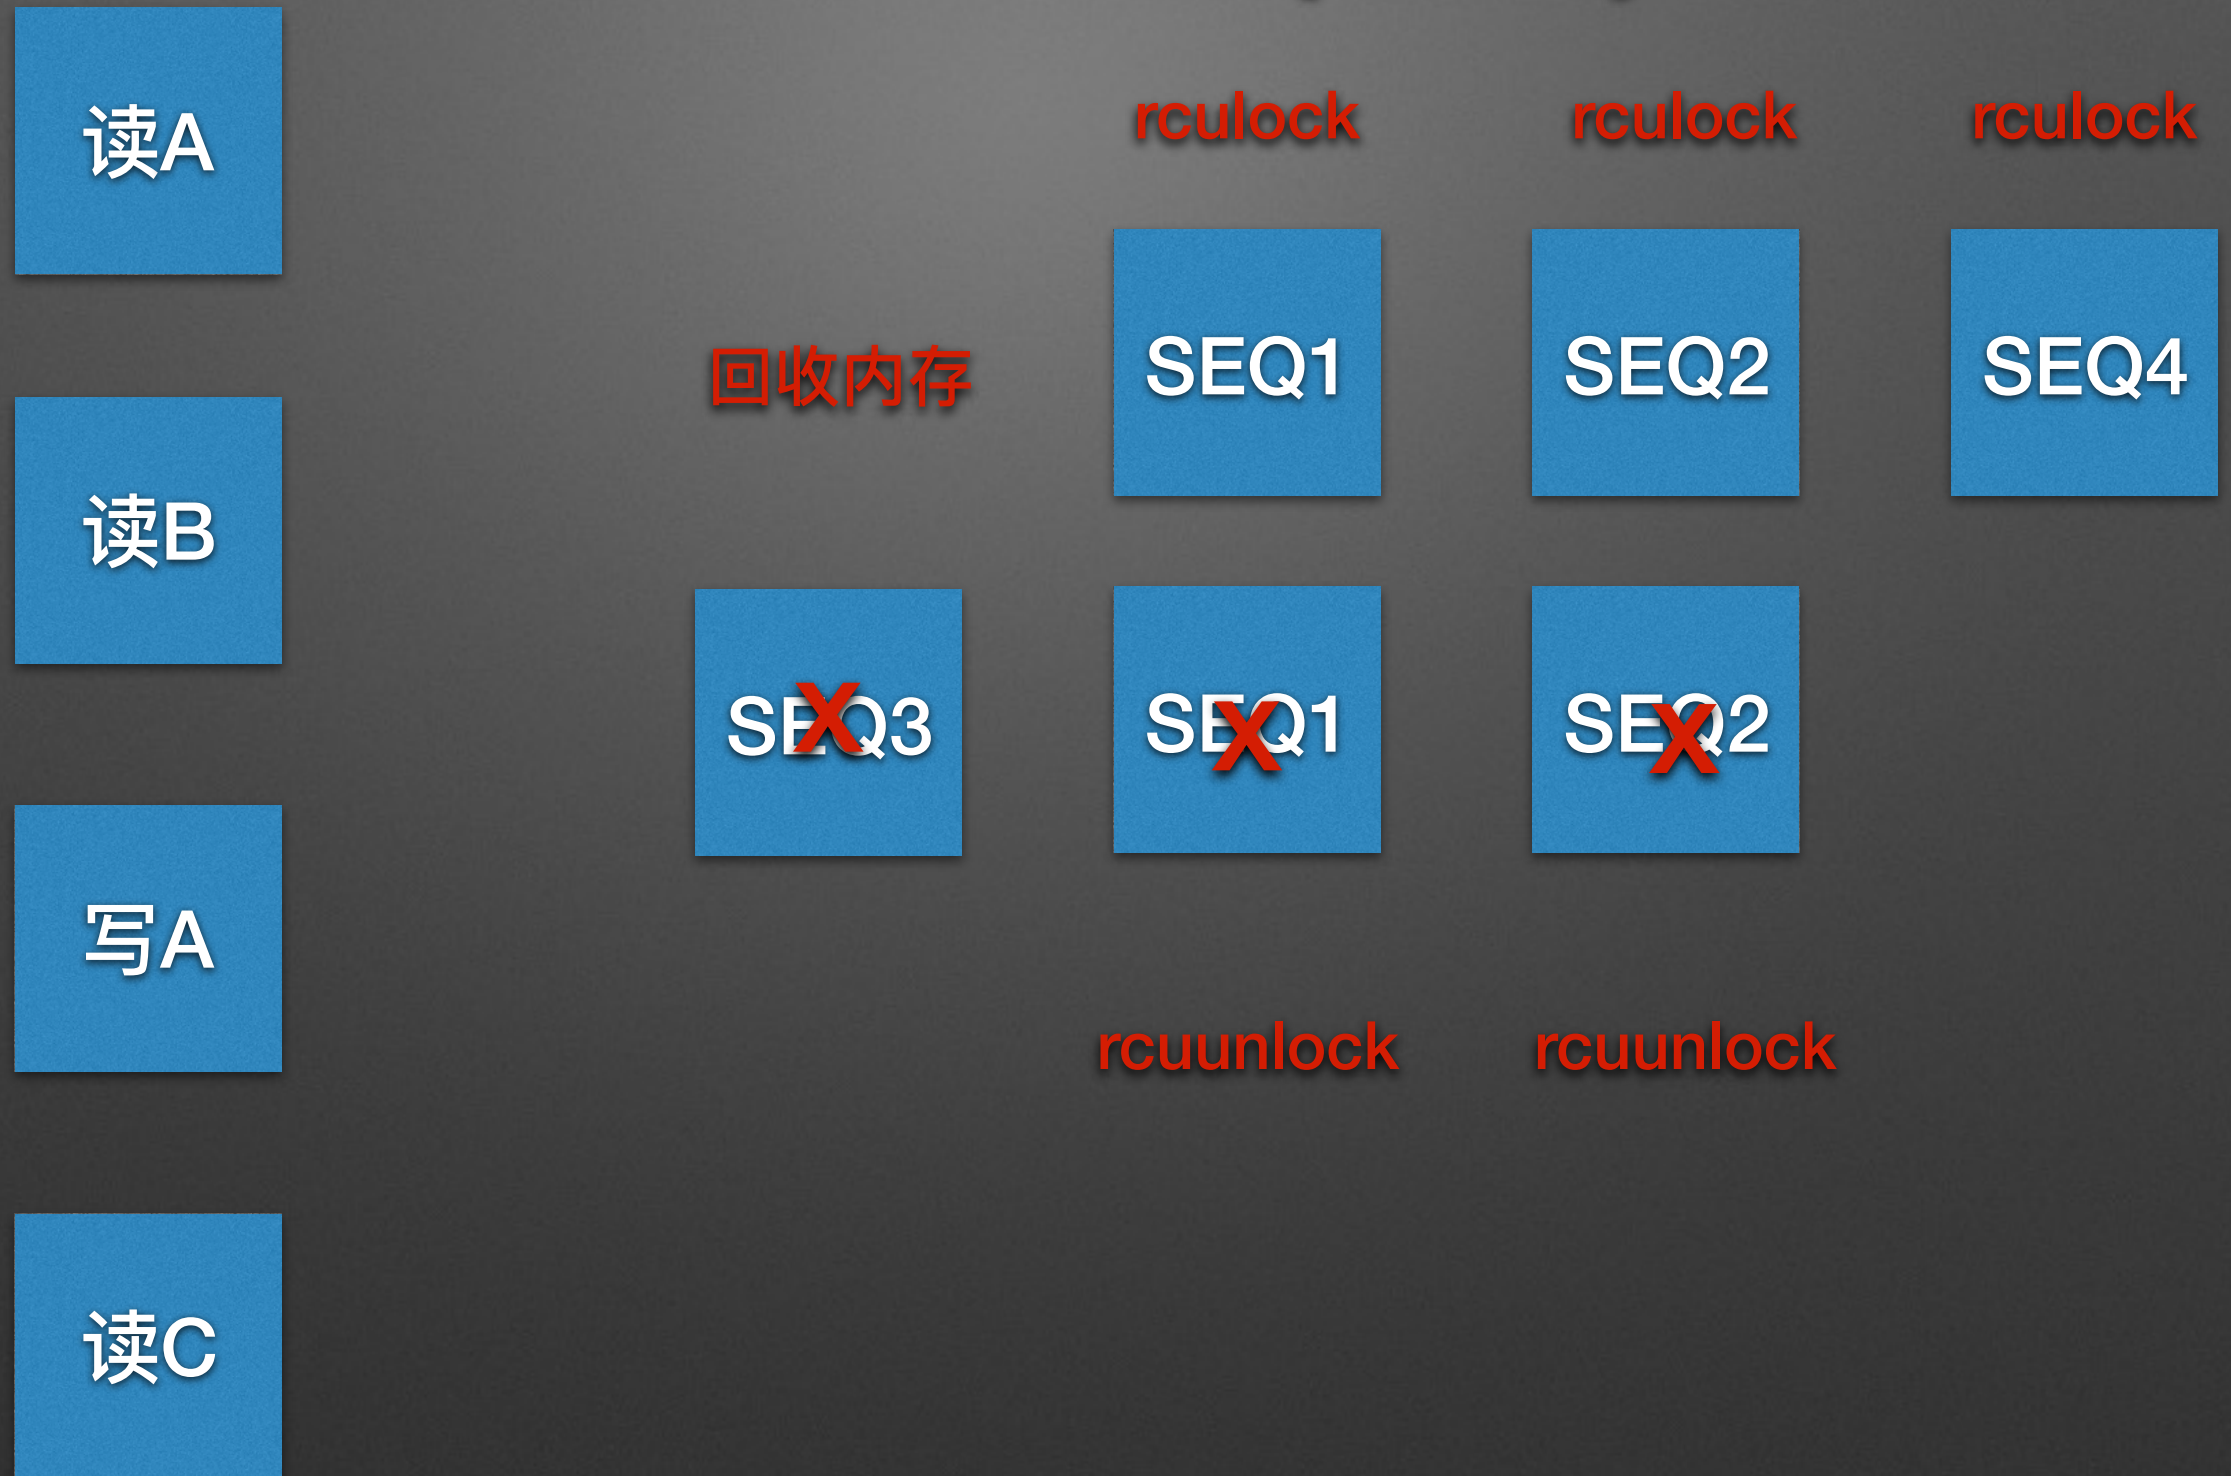 读A
读B
写A
读C
rculock
rculock
rculock
回收内存
SEQ1
SEQ2
SEQ4
SEQ3
X
SEQ1
X
SEQ2
X
rcuunlock
rcuunlock